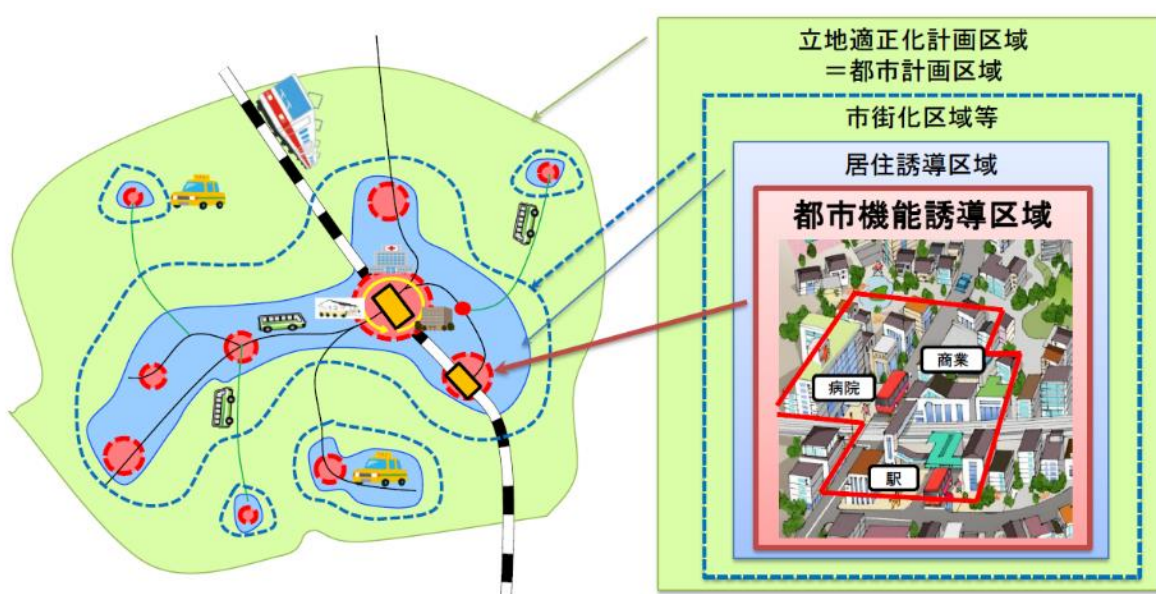 立地適正化計画区域
＝都市計画区域
市街化区域等
居住誘導区域
都市機能誘導区域
商業
病院
駅